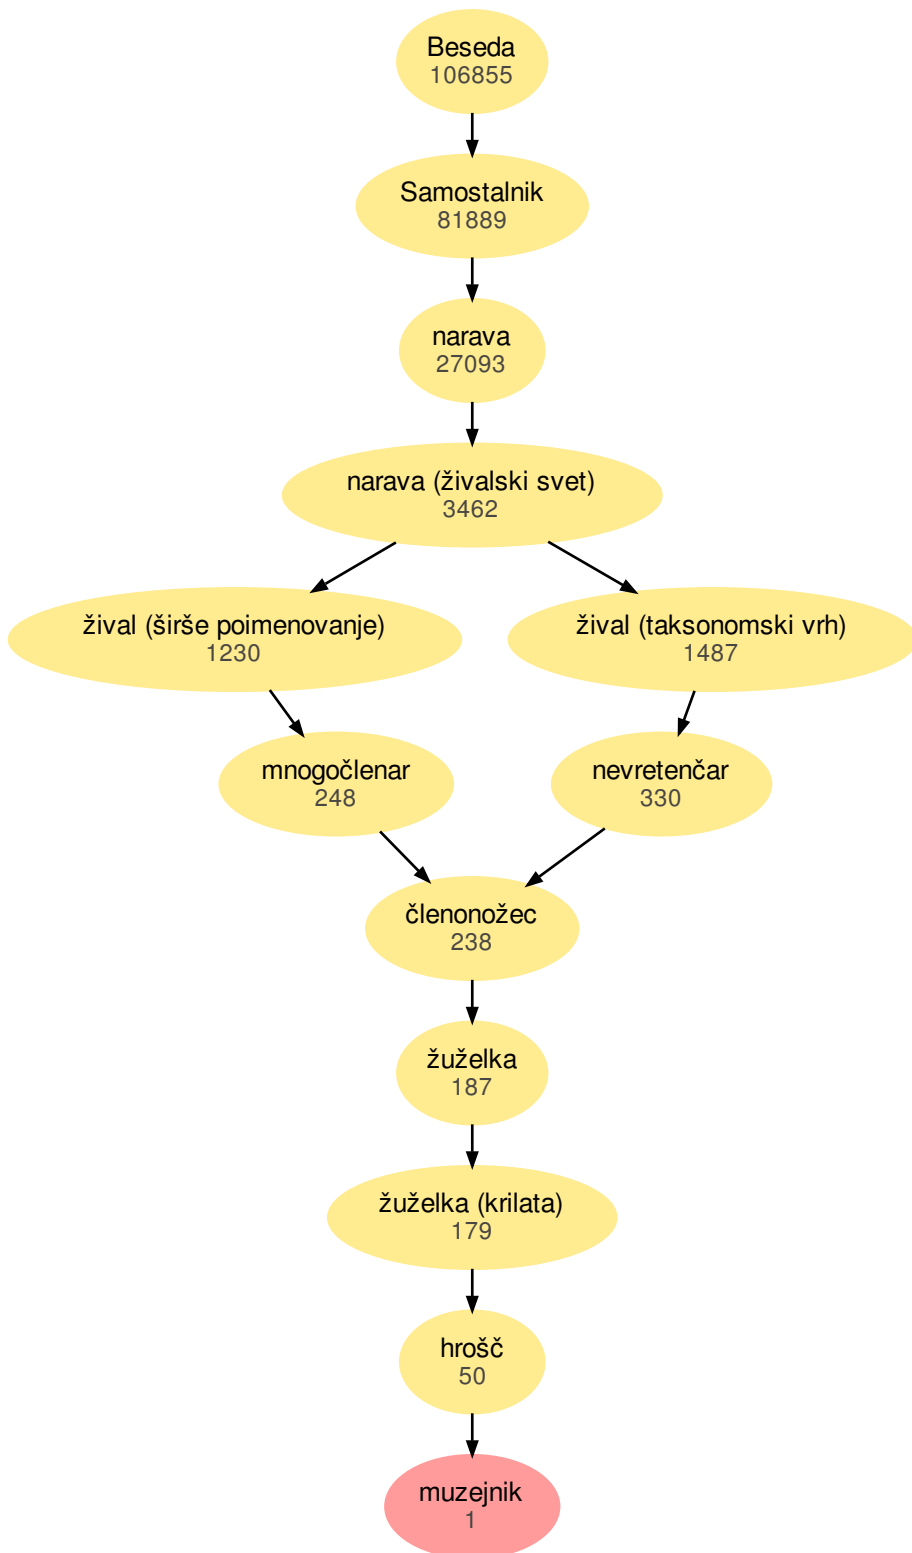 Beseda
106855
Samostalnik
81889
narava
27093
narava (živalski svet)
3462
žival (širše poimenovanje)
1230
žival (taksonomski vrh)
1487
mnogočlenar
248
nevretenčar
330
členonožec
238
žuželka
187
žuželka (krilata)
179
hrošč
50
muzejnik
1